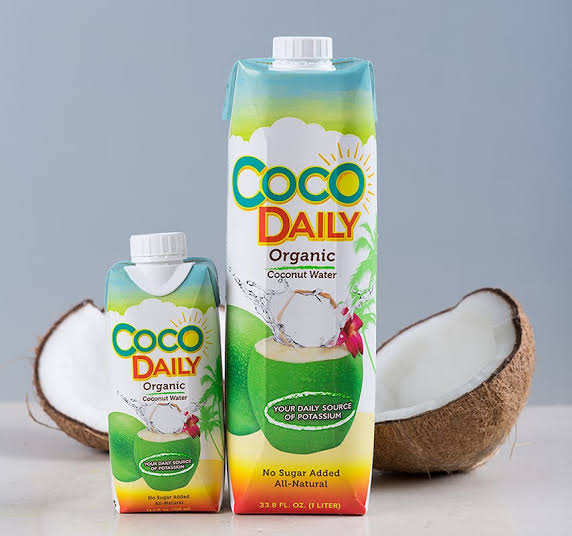 COCO
DAILY
Organic
Coconut Water
YOUR DAILY SOURCE
OF POTASSIUM
No Sugar Added
All-Natural
COCO
DAILY
Organic
Coconut Water
YOUR DAILY SOURCE
OF POTASSIUM
No Sugar Added
All-Natural
33.8 FL. OZ. (1 LITER)